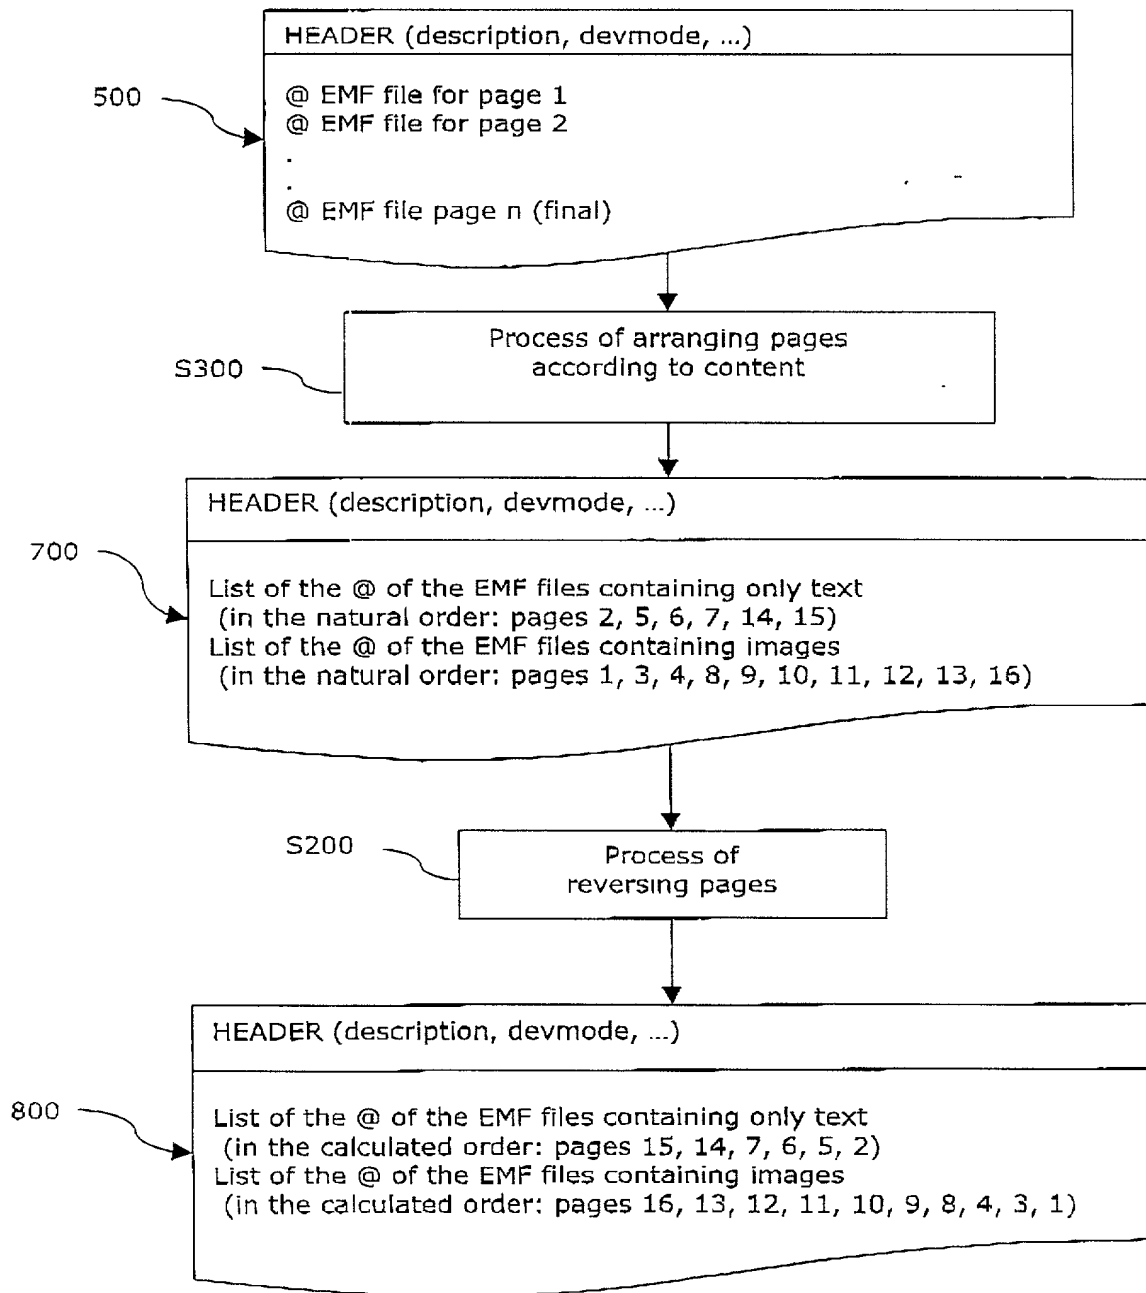 HEADER (description, devmode, ...)
500
@ EMF file for page 1
@ EMF file for page 2
.
.
@ EMF file page n (final)
S300
Process of arranging pages
according to content
HEADER (description, devmode, ...)
700
List of the @ of the EMF files containing only text
(in the natural order: pages 2, 5, 6, 7, 14, 15)
List of the @ of the EMF files containing images
(in the natural order: pages 1, 3, 4, 8, 9, 10, 11, 12, 13, 16)
S200
Process of
reversing pages
HEADER (description, devmode, ...)
800
List of the @ of the EMF files containing only text
(in the calculated order: pages 15, 14, 7, 6, 5, 2)
List of the @ of the EMF files containing images
(in the calculated order: pages 16, 13, 12, 11, 10, 9, 8, 4, 3, 1)